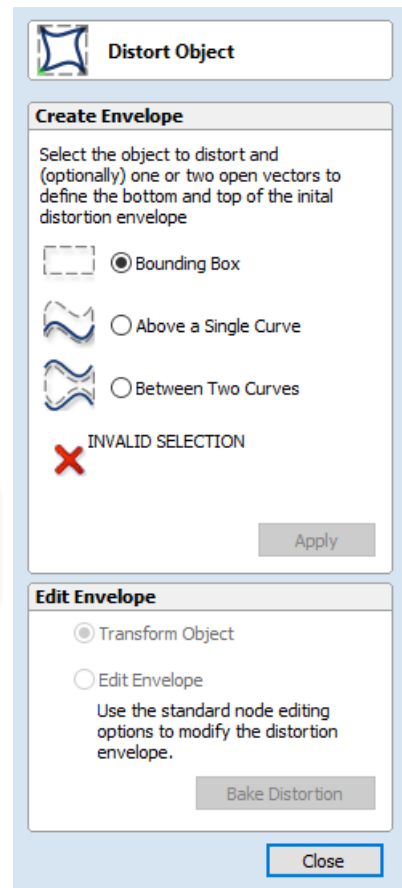 Distort Object
Create Envelope
Select the object to distort and
(optionally) one or two open vectors to
define the bottom and top of the inital
distortion envelope
Bounding Box
Above a Single Curve
Between Two Curves
INVALID SELECTION
Apply
Edit Envelope
Transform Object
Edit Envelope
Use the standard node editing
options to modify the distortion
envelope.
Bake Distortion
Close